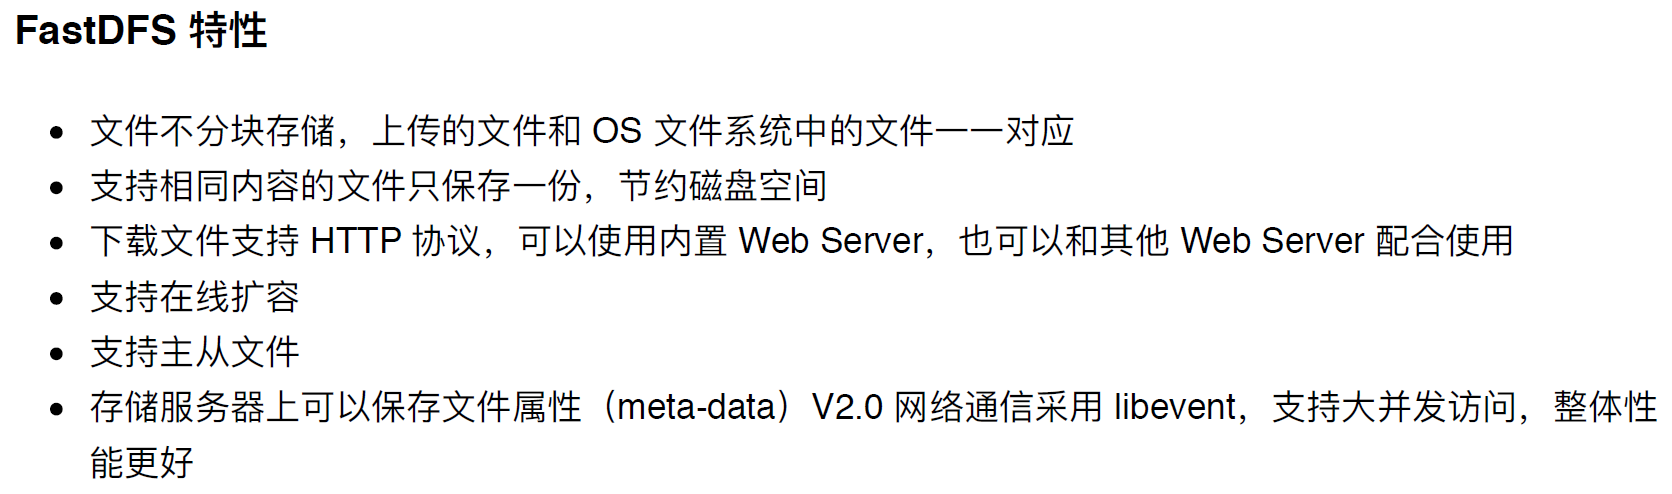 FastDFS 特性
• 文件不分块存储，上传的文件和 OS 文件系统中的文件一一对应
• 支持相同内容的文件只保存一份，节约磁盘空间
• 下载文件支持 HTTP 协议，可以使用内置 Web Server，也可以和其他 Web Server 配合使用
• 支持在线扩容
• 支持主从文件
• 存储服务器上可以保存文件属性（meta-data）V2.0 网络通信采用 libevent，支持大并发访问，整体性
能更好